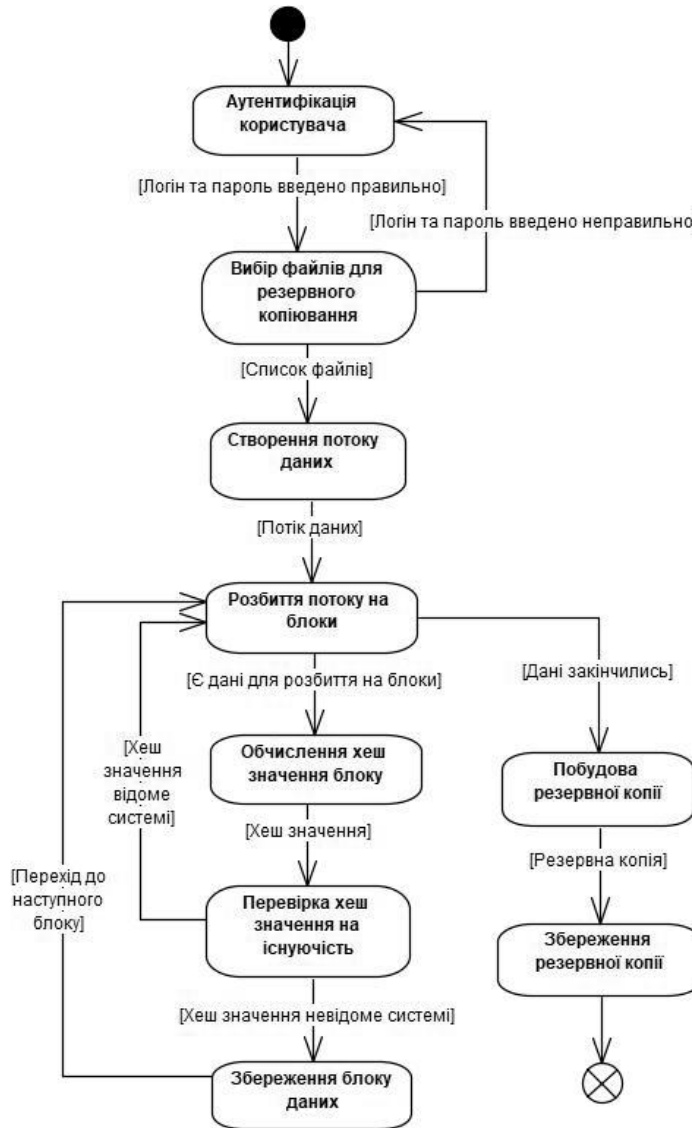 Аутентифікація
користувача
[Логін та пароль введено правильно]
[Логін та пароль введено неправильно]
Вибір файлів для
резервного
копіювання
[Список файлів]
Створення потоку
даних
[Потік даних]
Розбиття потоку на
блоки
[Є дані для розбиття на блоки]
[Дані закінчились]
[Хеш
значення
відоме
системі]
Обчислення хеш
значення блоку
Побудова
резервної копії
[Хеш значення]
[Резервна копія]
[Перехід до
наступного
блоку]
Перевірка хеш
значення на
існуючість
Збереження
резервної копії
[Хеш значення невідоме системі]
Збереження блоку
даних